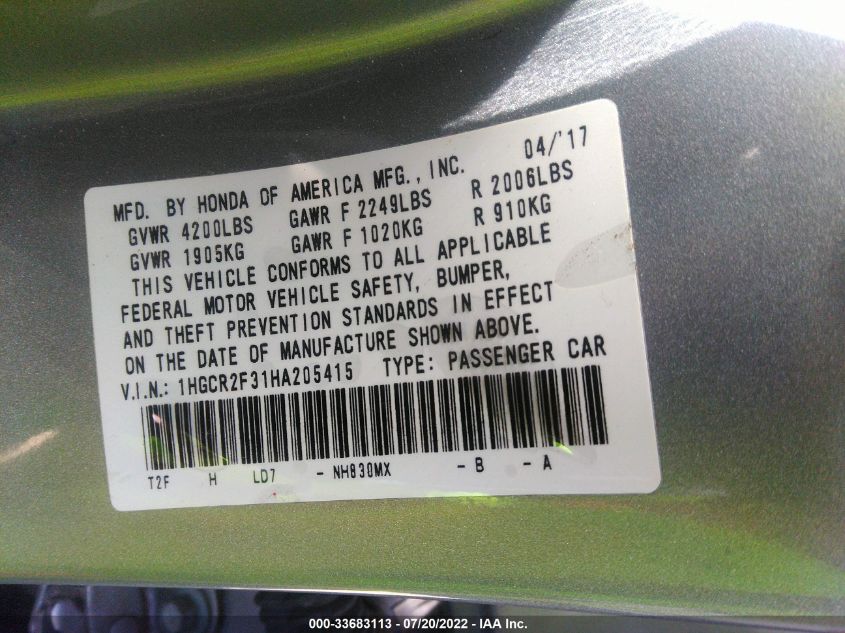 04/'17
MFD. BY HONDA OF AMERICA MFG., INC.
GVWR 4200LBS GAWR F 2249LBS R 2006LBS
GVWR 1905KG GAWR F 1020KG R 910KG
THIS VEHICLE CONFORMS TO ALL APPLICABLE
FEDERAL MOTOR VEHICLE SAFETY, BUMPER,
AND THEFT PREVENTION STANDARDS IN EFFECT
ON THE DATE OF MANUFACTURE SHOWN ABOVE.
V.I.N.: 1HGCR2F31HA205415 TYPE: PASSENGER CAR
T2F H LD7 - NH830MX - B - A
000-33683113 - 07/20/2022 - IAA Inc.